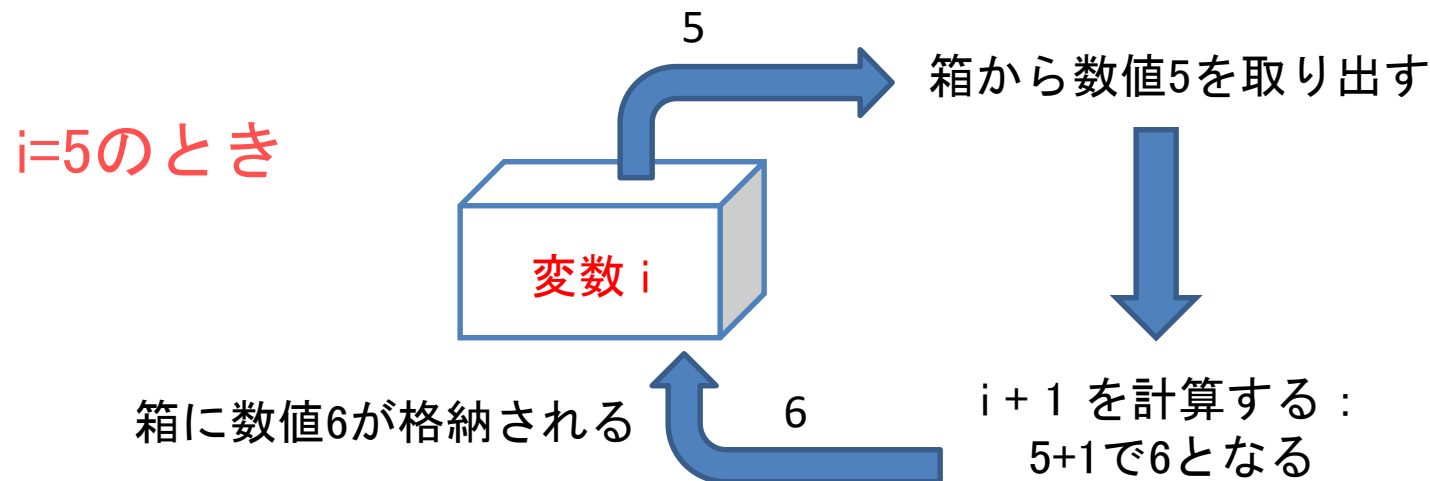 5
箱から数値5を取り出す
i=5のとき
変数 i
箱に数値6が格納される
6
i + 1 を計算する：
5+1で6となる